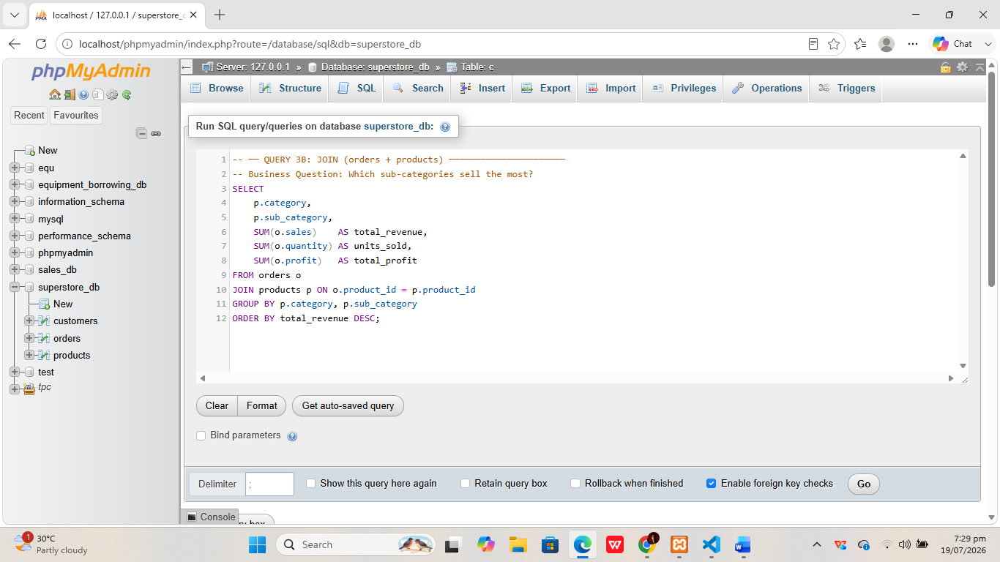 localhost / 127.0.0.1 / superstore_d
localhost/phpmyadmin/index.php?route=/database/sql&db=superstore_db
Chat
phpMyAdmin
Recent
Favourites
New
equ
equipment_borrowing_db
information_schema
mysql
performance_schema
phpmyadmin
sales_db
superstore_db
New
customers
orders
products
test
tpc
Server: 127.0.0.1 » Database: superstore_db » Table: c
Browse
Structure
SQL
Search
Insert
Export
Import
Privileges
Operations
Triggers
Run SQL query/queries on database superstore_db:
1 -- ── QUERY 3B: JOIN (orders + products) ──────────────────────
2 -- Business Question: Which sub-categories sell the most?
3 SELECT
4     p.category,
5     p.sub_category,
6     SUM(o.sales)    AS total_revenue,
7     SUM(o.quantity) AS units_sold,
8     SUM(o.profit)   AS total_profit
9 FROM orders o
10 JOIN products p ON o.product_id = p.product_id
11 GROUP BY p.category, p.sub_category
12 ORDER BY total_revenue DESC;
Clear
Format
Get auto-saved query
Bind parameters
Delimiter
;
Show this query here again
Retain query box
Rollback when finished
Enable foreign key checks
Go
Console
ry box
1
30°C
Partly cloudy
Search
7:29 pm
19/07/2026